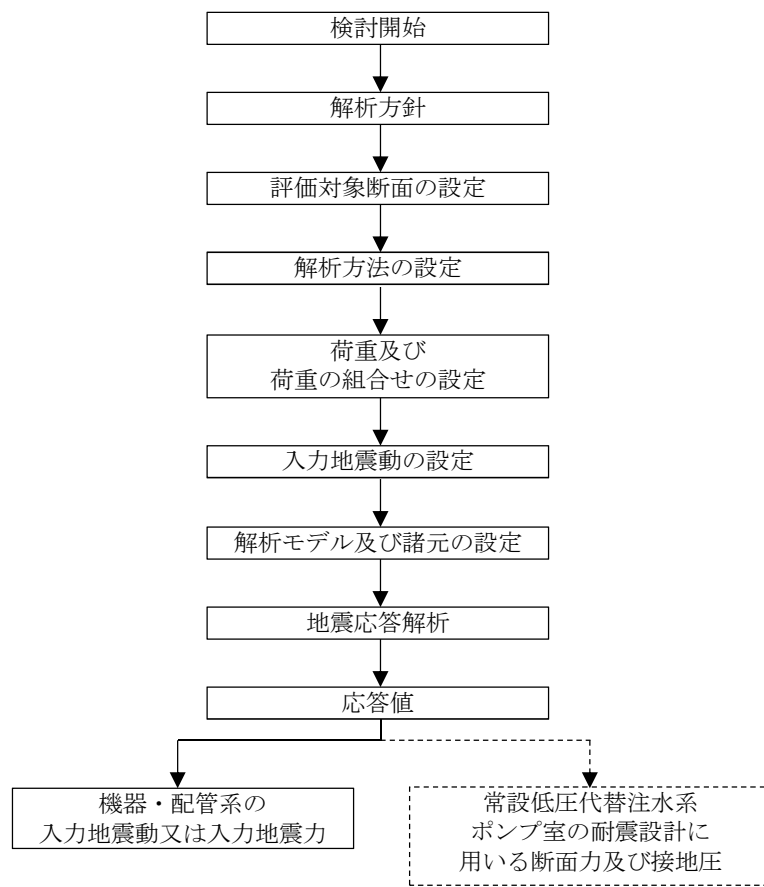 検討開始
解析方針
評価対象断面の設定
解析方法の設定
荷重及び
荷重の組合せの設定
入力地震動の設定
解析モデル及び諸元の設定
地震応答解析
応答値
機器・配管系の
入力地震動又は入力地震力
常設低圧代替注水系
ポンプ室の耐震設計に
用いる断面力及び接地圧